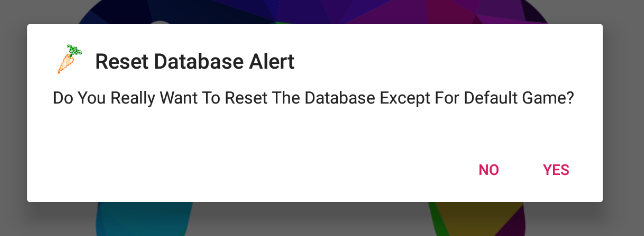 Reset Database Alert
Do You Really Want To Reset The Database Except For Default Game?
NO YES